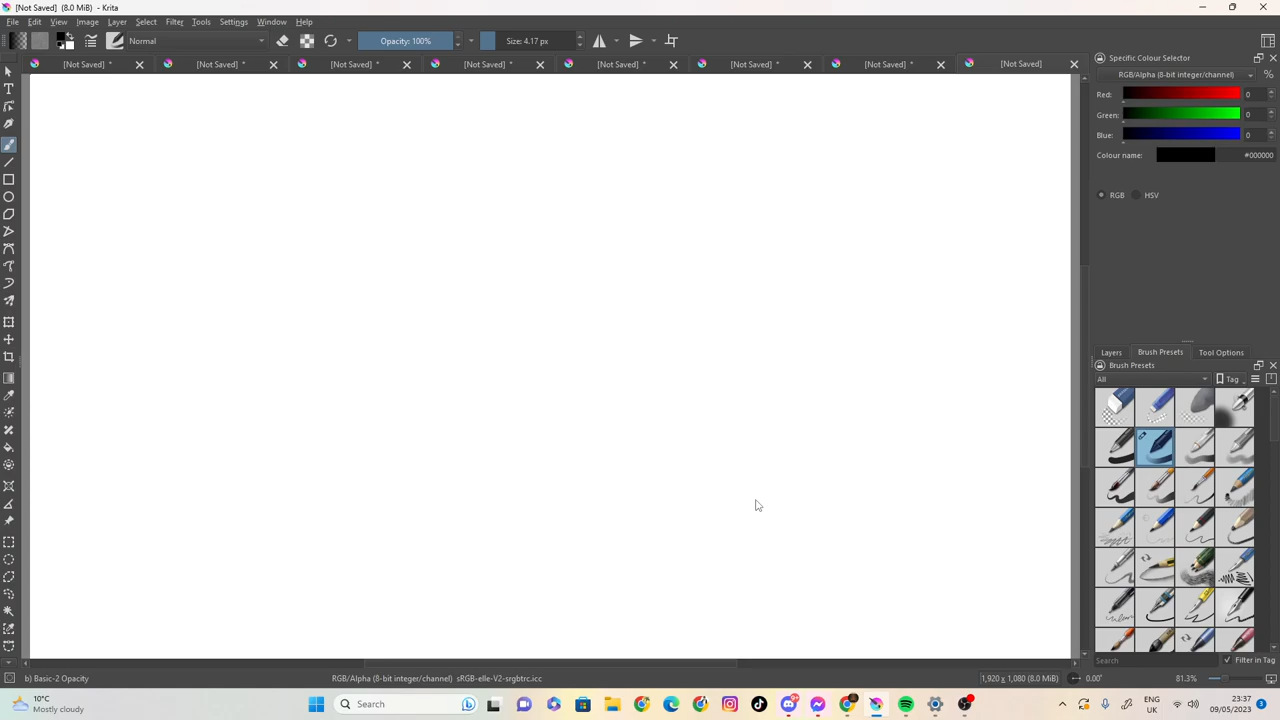 [Not Saved] (8.0 MiB) - Krita
File Edit View Image Layer Select Filter Tools Settings Window Help
Normal Opacity: 100% Size: 4.17 px
[Not Saved] * [Not Saved] * [Not Saved] * [Not Saved] * [Not Saved] * [Not Saved] * [Not Saved] * [Not Saved]
Specific Colour Selector
RGB/Alpha (8-bit integer/channel) %
Red: 0
Green: 0
Blue: 0
Colour name: #000000
RGB HSV
Layers Brush Presets Tool Options
Brush Presets
All Tag
Search Filter in Tag
b) Basic-2 Opacity RGB/Alpha (8-bit integer/channel) sRGB-elle-V2-srgbtrc.icc 1,920 x 1,080 (8.0 MiB) 0.00° 81.3%
10°C
Mostly cloudy
Search
9+
ENG
UK
23:37
09/05/2023
3